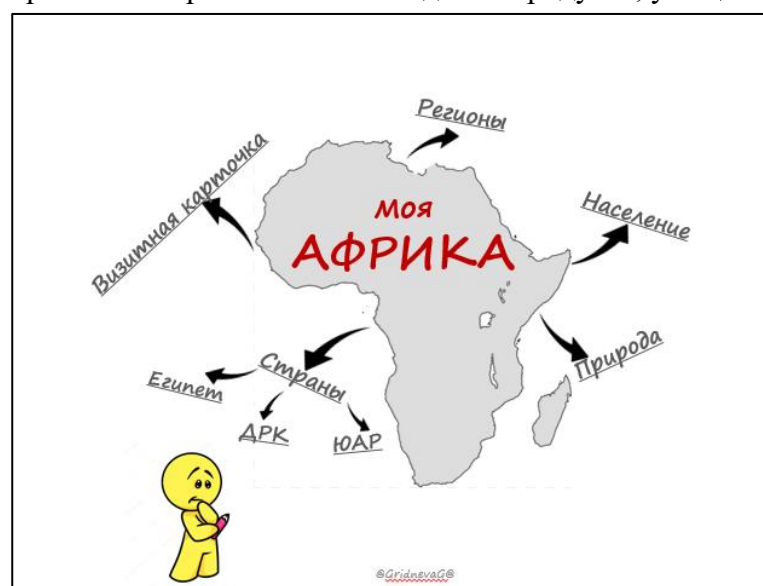 Регионы
Визитная карточка
Моя
АФРИКА
Население
Природа
Страны
Египет
ДРК
ЮАР
@GridnevaG@